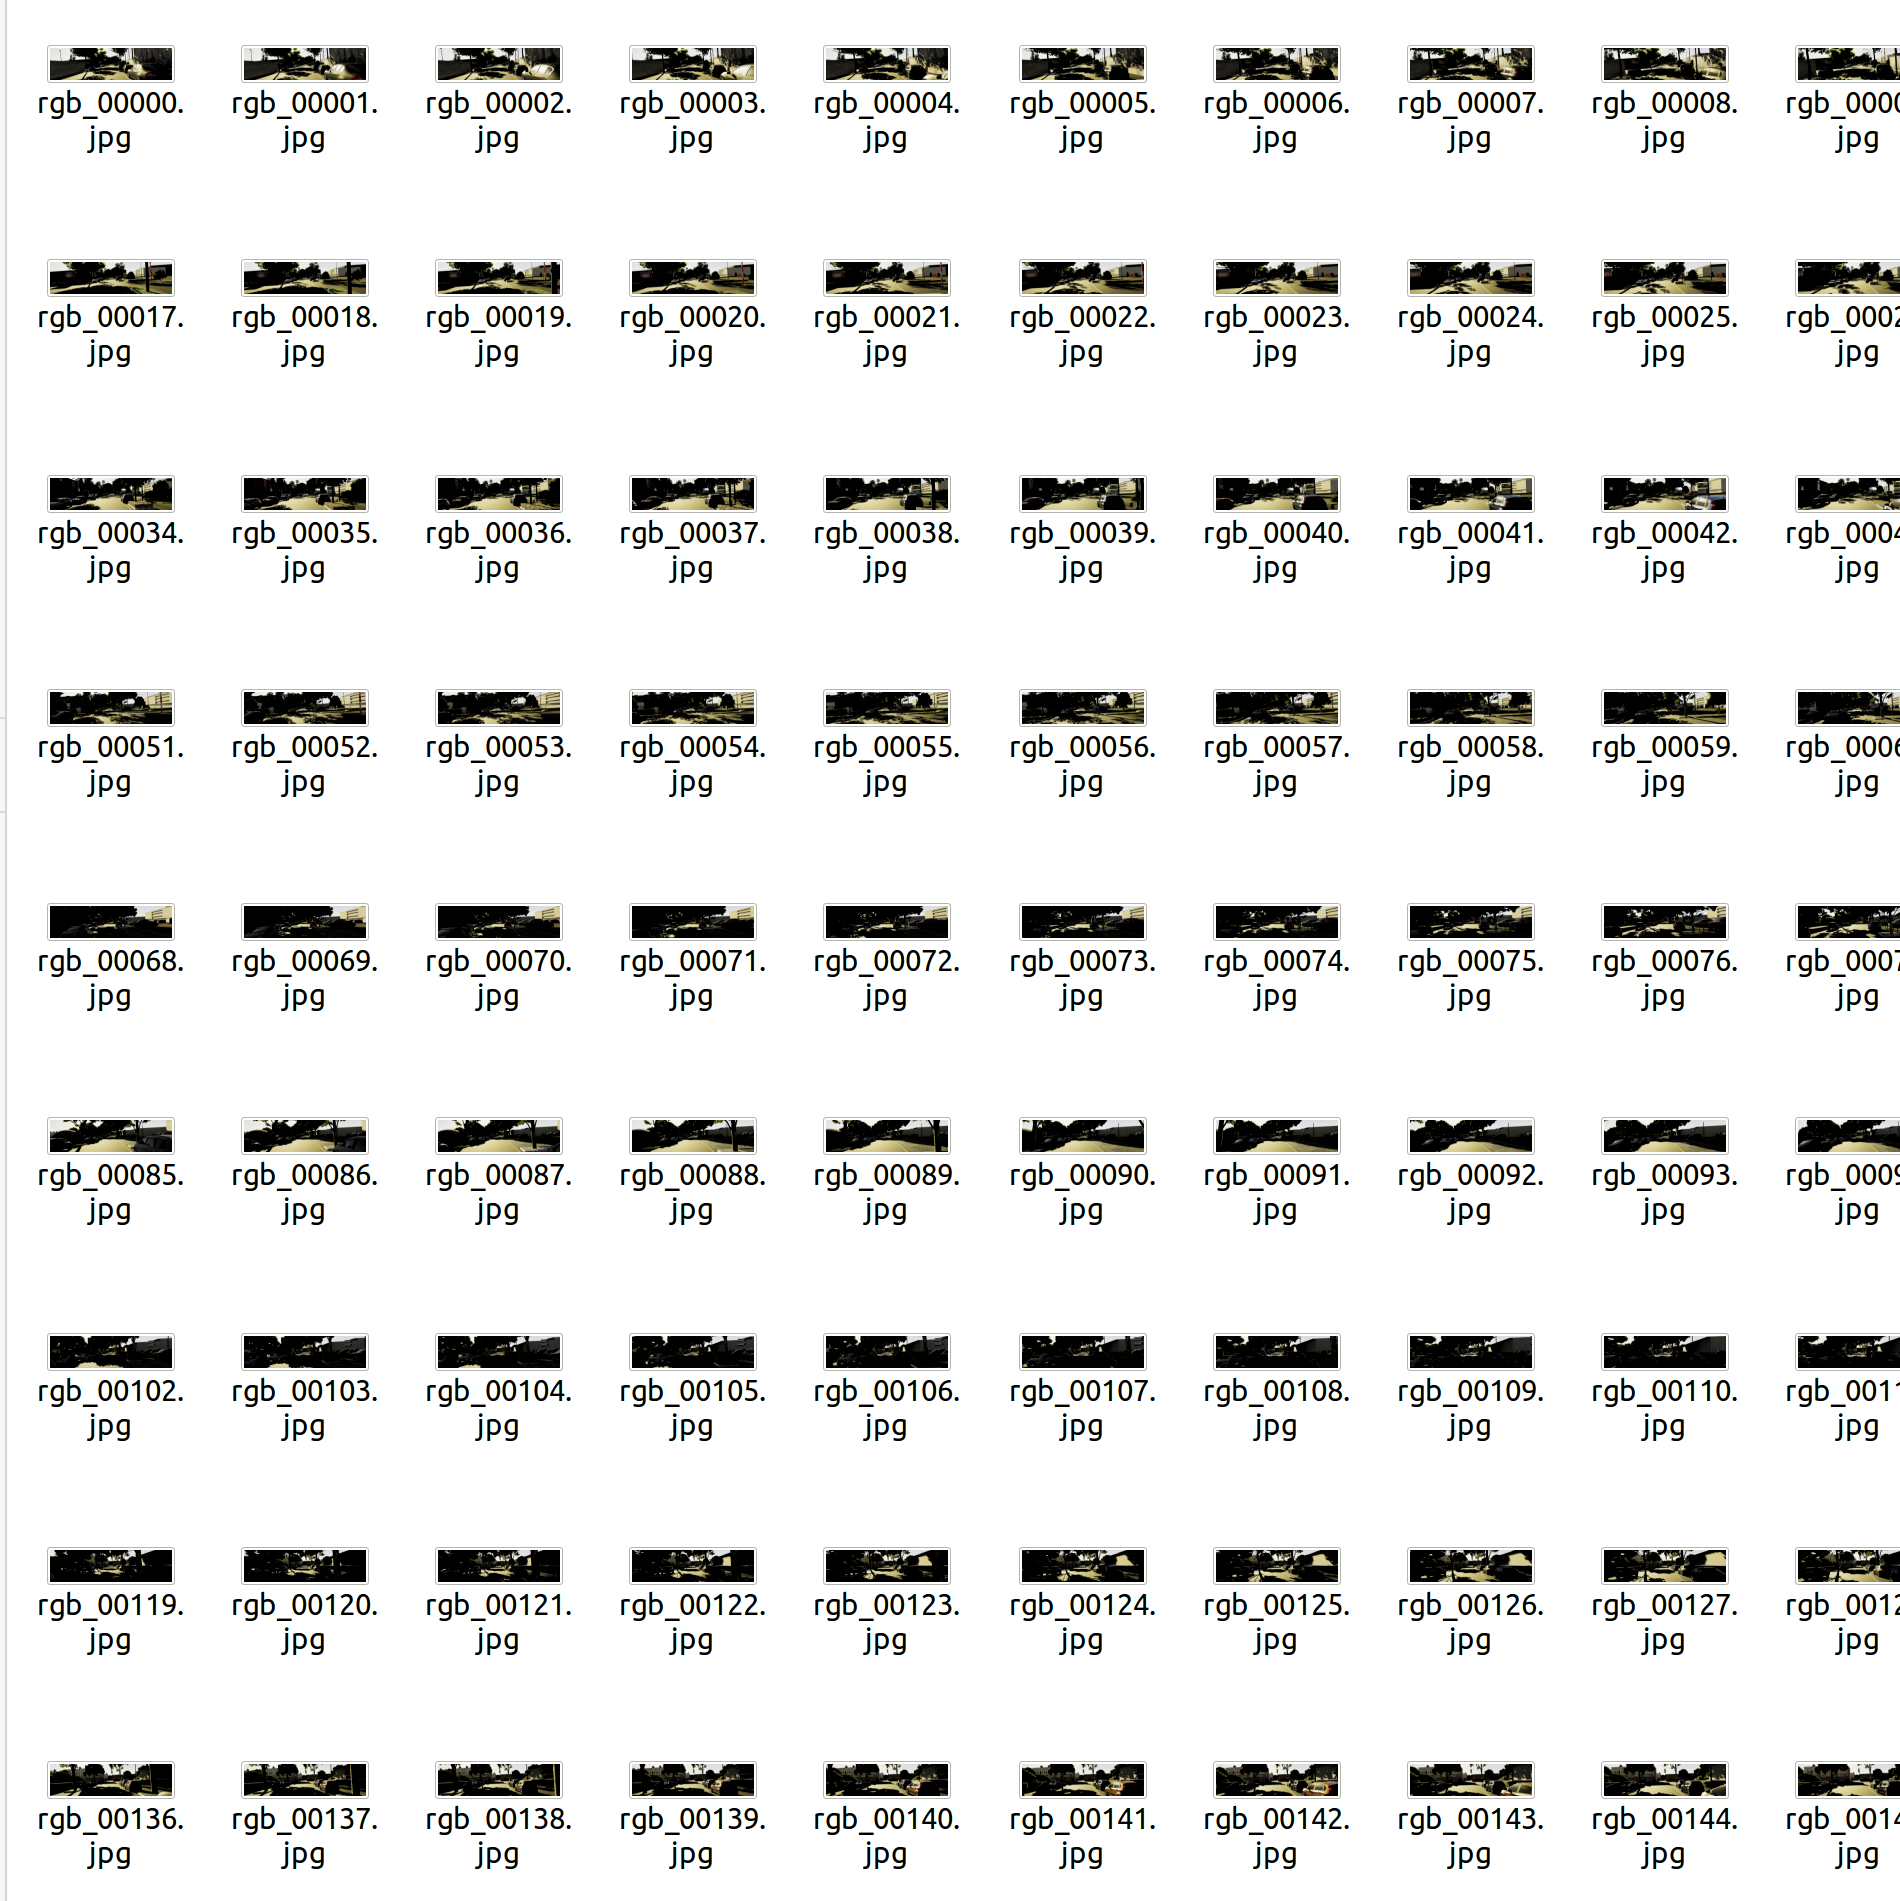 rgb_00000. rgb_00001. rgb_00002. rgb_00003. rgb_00004. rgb_00005. rgb_00006. rgb_00007. rgb_00008.
jpg jpg jpg jpg jpg jpg jpg jpg jpg jpg
rgb_00017. rgb_00018. rgb_00019. rgb_00020. rgb_00021. rgb_00022. rgb_00023. rgb_00024. rgb_00025. rgb_0002
jpg jpg jpg jpg jpg jpg jpg jpg jpg jpg
rgb_00034. rgb_00035. rgb_00036. rgb_00037. rgb_00038. rgb_00039. rgb_00040. rgb_00041. rgb_00042. rgb_0004
jpg jpg jpg jpg jpg jpg jpg jpg jpg jpg
rgb_00051. rgb_00052. rgb_00053. rgb_00054. rgb_00055. rgb_00056. rgb_00057. rgb_00058. rgb_00059. rgb_0006
jpg jpg jpg jpg jpg jpg jpg jpg jpg jpg
rgb_00068. rgb_00069. rgb_00070. rgb_00071. rgb_00072. rgb_00073. rgb_00074. rgb_00075. rgb_00076. rgb_0007
jpg jpg jpg jpg jpg jpg jpg jpg jpg jpg
rgb_00085. rgb_00086. rgb_00087. rgb_00088. rgb_00089. rgb_00090. rgb_00091. rgb_00092. rgb_00093. rgb_0009
jpg jpg jpg jpg jpg jpg jpg jpg jpg jpg
rgb_00102. rgb_00103. rgb_00104. rgb_00105. rgb_00106. rgb_00107. rgb_00108. rgb_00109. rgb_00110. rgb_0011
jpg jpg jpg jpg jpg jpg jpg jpg jpg jpg
rgb_00119. rgb_00120. rgb_00121. rgb_00122. rgb_00123. rgb_00124. rgb_00125. rgb_00126. rgb_00127. rgb_0012
jpg jpg jpg jpg jpg jpg jpg jpg jpg jpg
rgb_00136. rgb_00137. rgb_00138. rgb_00139. rgb_00140. rgb_00141. rgb_00142. rgb_00143. rgb_00144. rgb_0014
jpg jpg jpg jpg jpg jpg jpg jpg jpg jpg